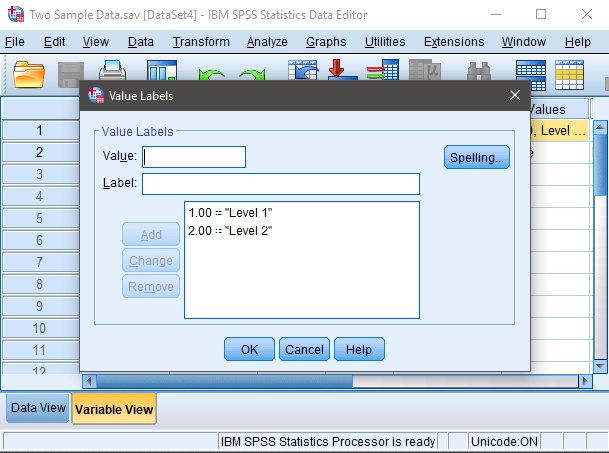 Two Sample Data.sav [DataSet4] - IBM SPSS Statistics Data Editor
File Edit View Data Transform Analyze Graphs Utilities Extensions Window Help
Value Labels
Values
Value Labels
1
, Level ...
Value:
Spelling...
2
Label:
3
4
1.00 = "Level 1"
5
2.00 = "Level 2"
Add
6
7
Change
8
Remove
9
10
OK Cancel Help
11
12
Data View Variable View
IBM SPSS Statistics Processor is ready Unicode:ON